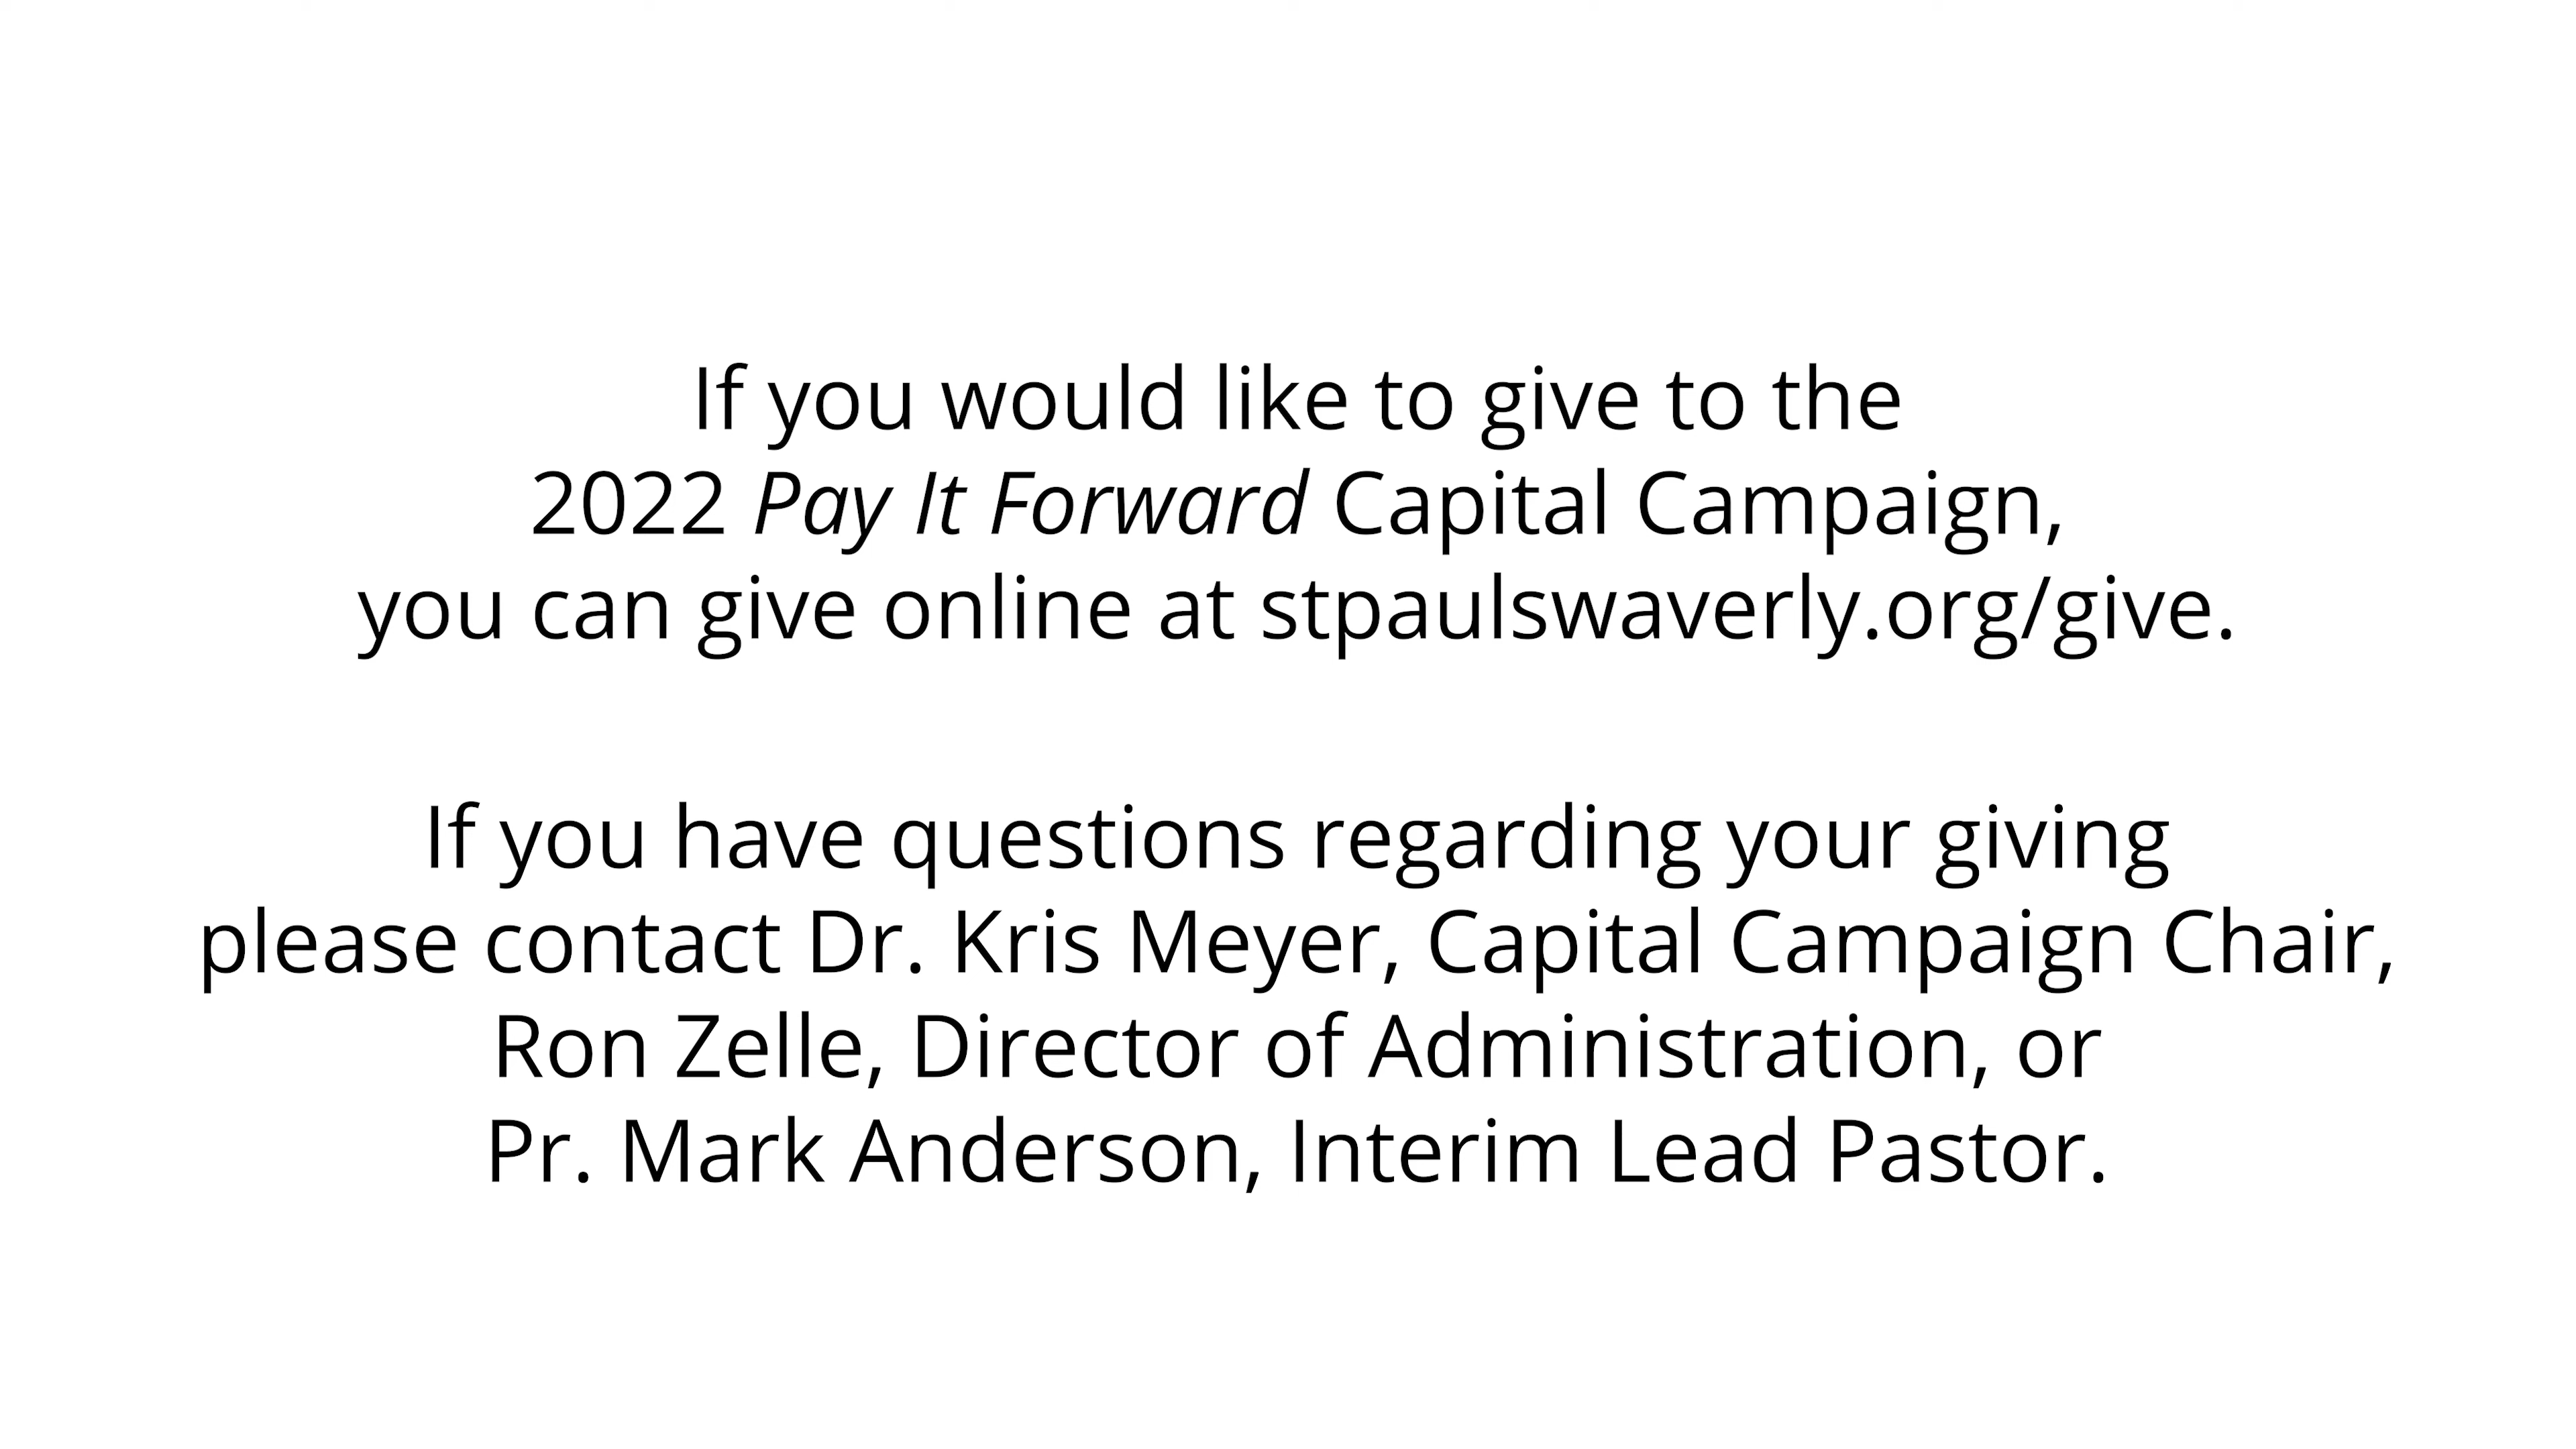 If you would like to give to the
2022 Pay It Forward Capital Campaign,
you can give online at stpaulswaverly.org/give.
If you have questions regarding your giving
please contact Dr. Kris Meyer, Capital Campaign Chair,
Ron Zelle, Director of Administration, or
Pr. Mark Anderson, Interim Lead Pastor.